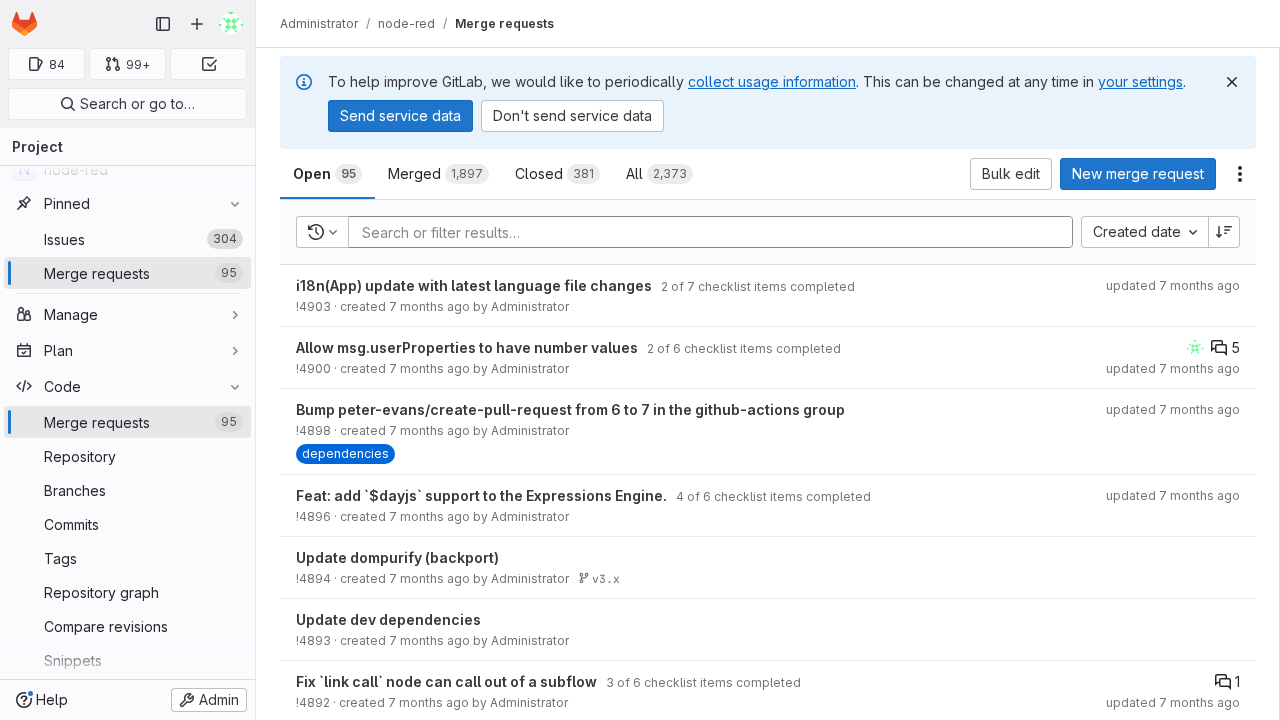 Administrator / node-red / Merge requests
84
99+
Search or go to…
Project
node-red
Pinned
Issues 304
Merge requests 95
Manage
Plan
Code
Merge requests 95
Repository
Branches
Commits
Tags
Repository graph
Compare revisions
Snippets
Help
Admin
To help improve GitLab, we would like to periodically collect usage information. This can be changed at any time in your settings.
Send service data
Don't send service data
Open 95
Merged 1,897
Closed 381
All 2,373
Bulk edit
New merge request
Search or filter results…
Created date
i18n(App) update with latest language file changes 2 of 7 checklist items completed
updated 7 months ago
!4903 · created 7 months ago by Administrator
Allow msg.userProperties to have number values 2 of 6 checklist items completed
5
!4900 · created 7 months ago by Administrator
updated 7 months ago
Bump peter-evans/create-pull-request from 6 to 7 in the github-actions group
updated 7 months ago
!4898 · created 7 months ago by Administrator
dependencies
Feat: add `$dayjs` support to the Expressions Engine. 4 of 6 checklist items completed
updated 7 months ago
!4896 · created 7 months ago by Administrator
Update dompurify (backport)
!4894 · created 7 months ago by Administrator v3.x
Update dev dependencies
!4893 · created 7 months ago by Administrator
Fix `link call` node can call out of a subflow 3 of 6 checklist items completed
1
!4892 · created 7 months ago by Administrator
updated 7 months ago